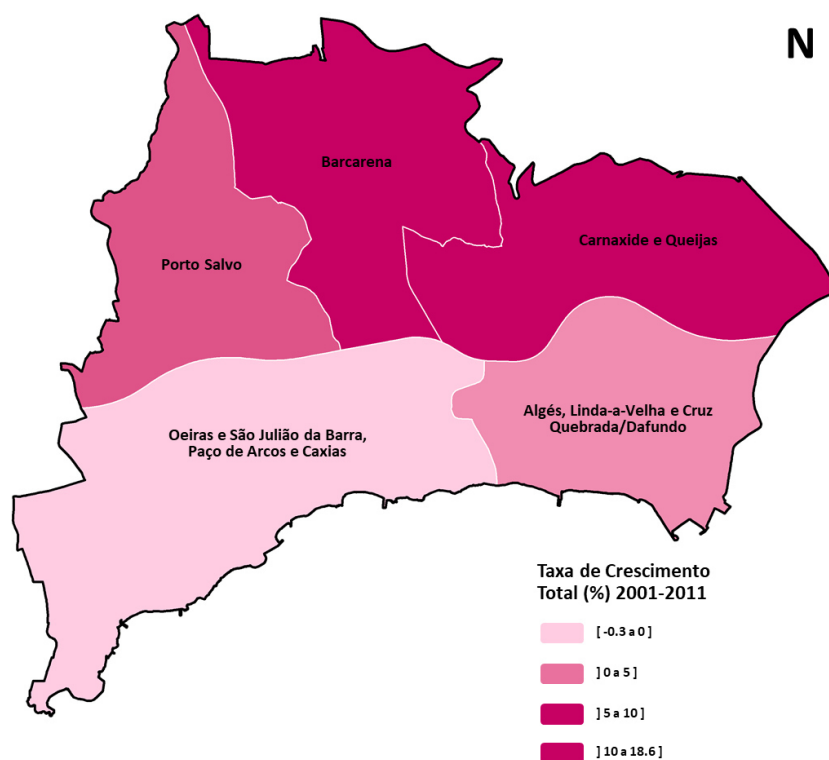 N
Barcarena
Carnaxide e Queijas
Porto Salvo
Algés, Linda-a-Velha e Cruz
Quebrada/Dafundo
Oeiras e São Julião da Barra,
Paço de Arcos e Caxias
Taxa de Crescimento
Total (%) 2001-2011
[ -0.3 a 0 ]
] 0 a 5 ]
] 5 a 10 ]
] 10 a 18.6 ]